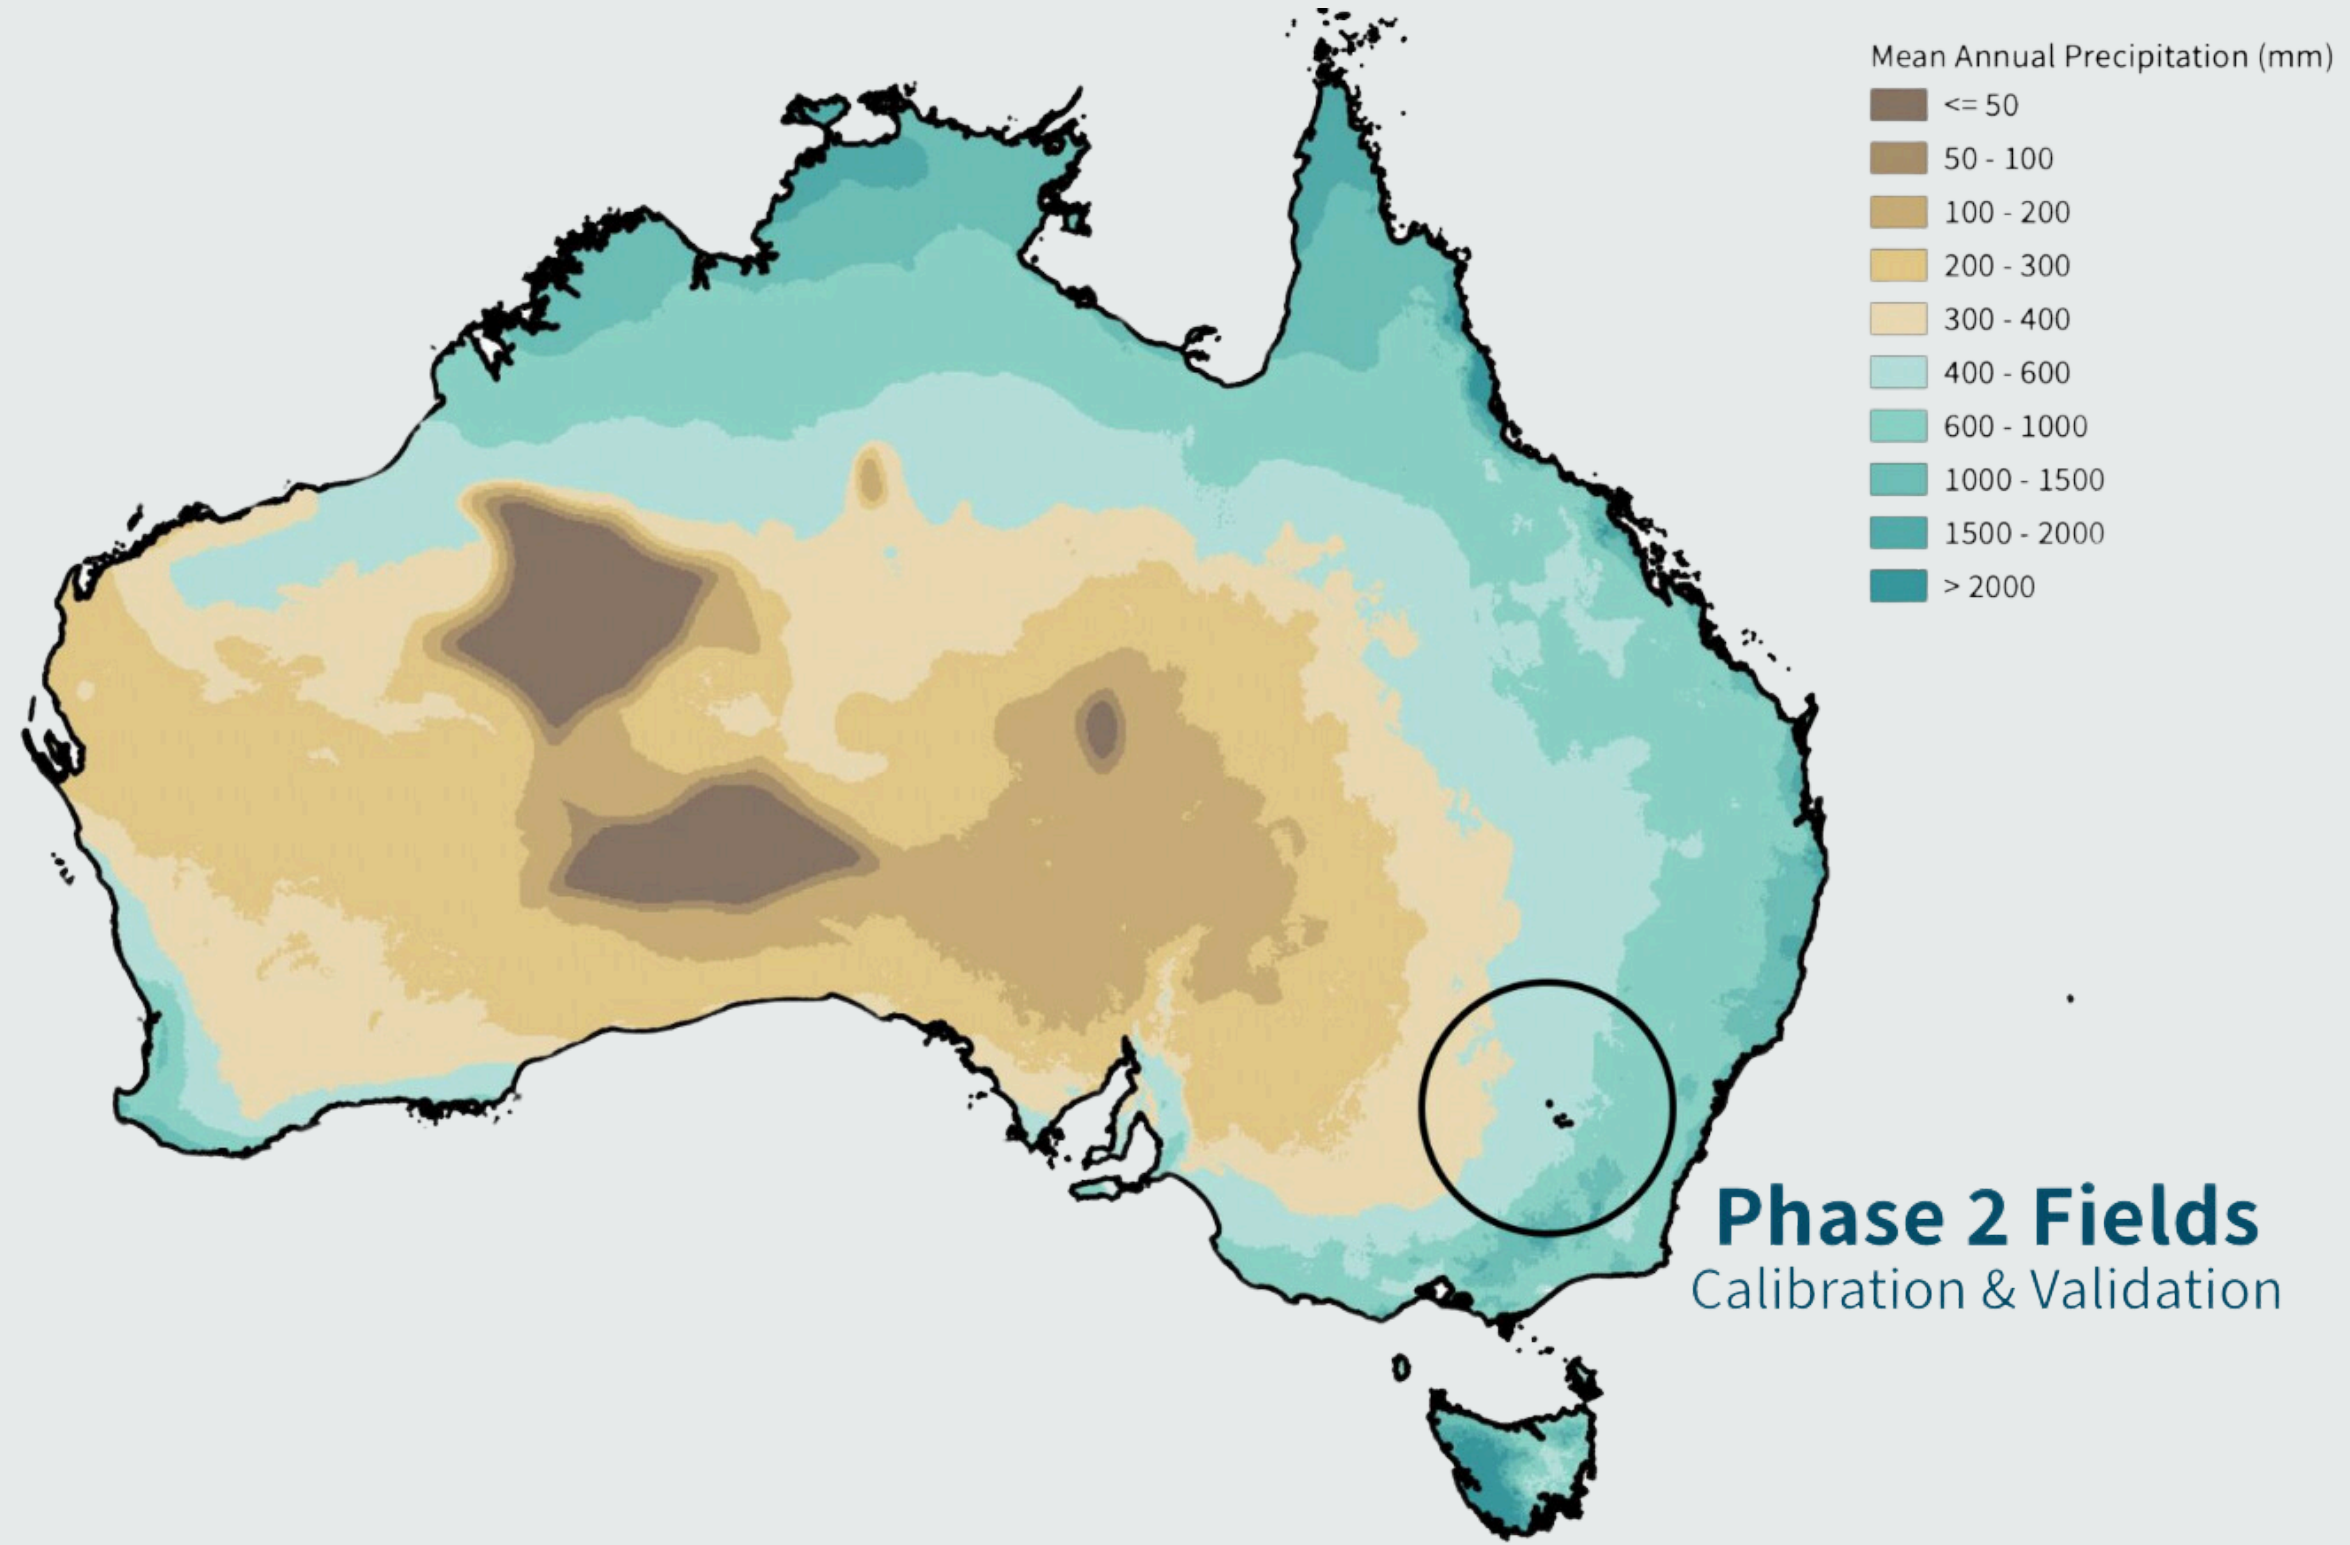 Mean Annual Precipitation (mm)
<= 50
50 - 100
100 - 200
200 - 300
300 - 400
400 - 600
600 - 1000
1000 - 1500
1500 - 2000
> 2000
Phase 2 Fields
Calibration & Validation